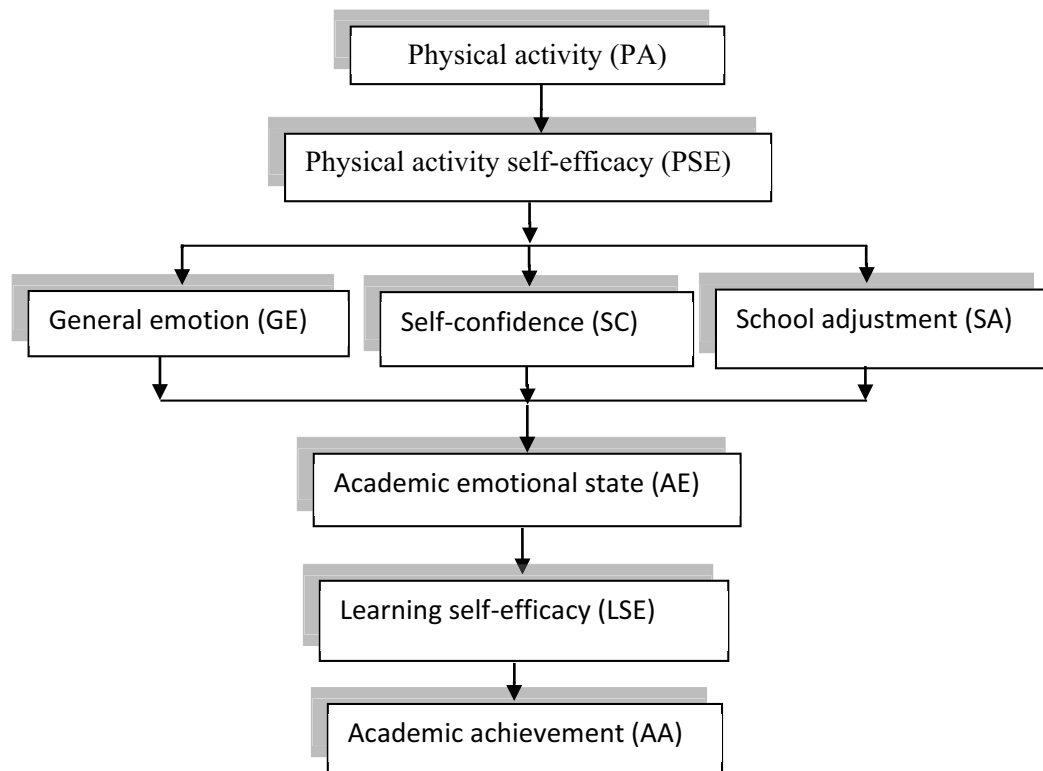 Physical activity (PA)
Physical activity self-efficacy (PSE)
General emotion (GE)
Self-confidence (SC)
School adjustment (SA)
Academic emotional state (AE)
Learning self-efficacy (LSE)
Academic achievement (AA)